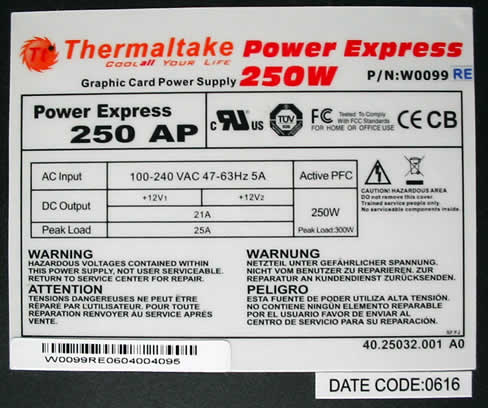 Tt Thermaltake Power Express
COOL all YOUR LIFE
Graphic Card Power Supply 250W P/N:W0099 RE
Power Express
250 AP
c UL US
TÜV
FC Tested To Comply
With FCC Standards
FOR HOME OR OFFICE USE
CE CB
AC Input 100-240 VAC 47-63Hz 5A Active PFC
DC Output +12V1 +12V2
21A 250W
Peak Load 25A Peak Load:300W
CAUTION! HAZARDOUS AREA
Do not remove this cover.
Trained service people only.
No serviceable components inside.
WARNING
HAZARDOUS VOLTAGES CONTAINED WITHIN
THIS POWER SUPPLY, NOT USER SERVICEABLE.
RETURN TO SERVICE CENTER FOR REPAIR.
ATTENTION
TENSIONS DANGEREUSES NE PEUT ÊTRE
RÉPARÉ PAR L'UTILISATEUR. POUR TOUTE
RÉPARATION RENVOYER AU SERVICE APRÉS
VENTE.
WARNUNG
NETZTEIL UNTER GEFÄHRLICHER SPANNUNG.
NICHT VOM BENUTZER ZU REPARIEREN. ZUR
REPARATUR AN KUNDENDIENST ZURÜCKSENDEN.
PELIGRO
ESTA FUENTE DE PODER UTILIZA ALTA TENSIÓN.
NO CONTIENE NINGÚN ELEMENTO REPARABLE
POR EL USUARIO FAVOR DE ENVIAR AL
CENTRO DE SERVICIO PARA SU REPARACIÓN.
40.25032.001 A0
W0099RE0604004095
DATE CODE:0616